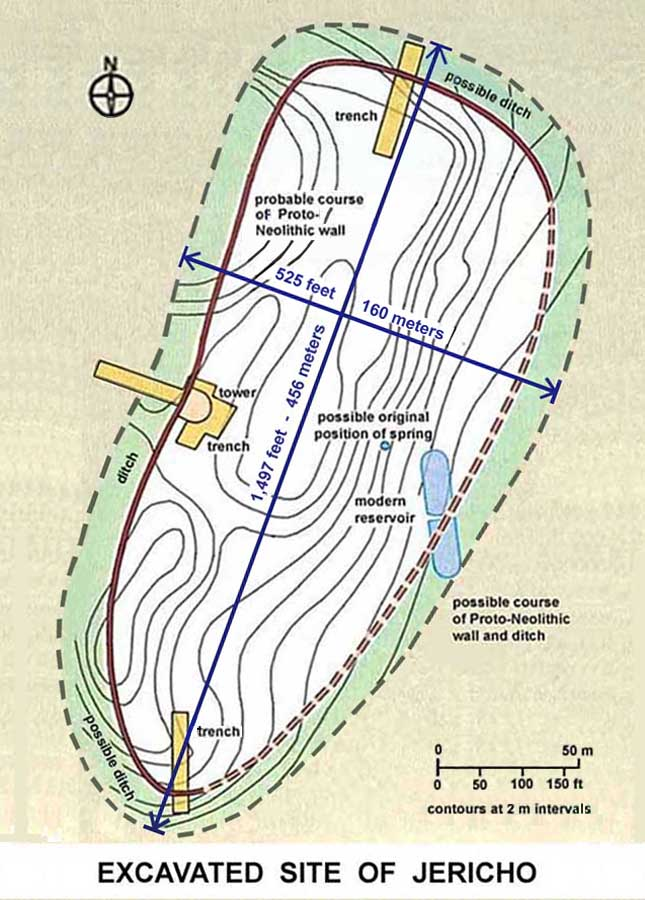 N
possible ditch
trench
probable course
of Proto-
Neolithic wall
525 feet
160 meters
1,497 feet - 456 meters
tower
trench
possible original
position of spring
ditch
modern
reservoir
possible course
of Proto-Neolithic
wall and ditch
trench
possible ditch
0 50 m
0 50 100 150 ft
contours at 2 m intervals
EXCAVATED SITE OF JERICHO